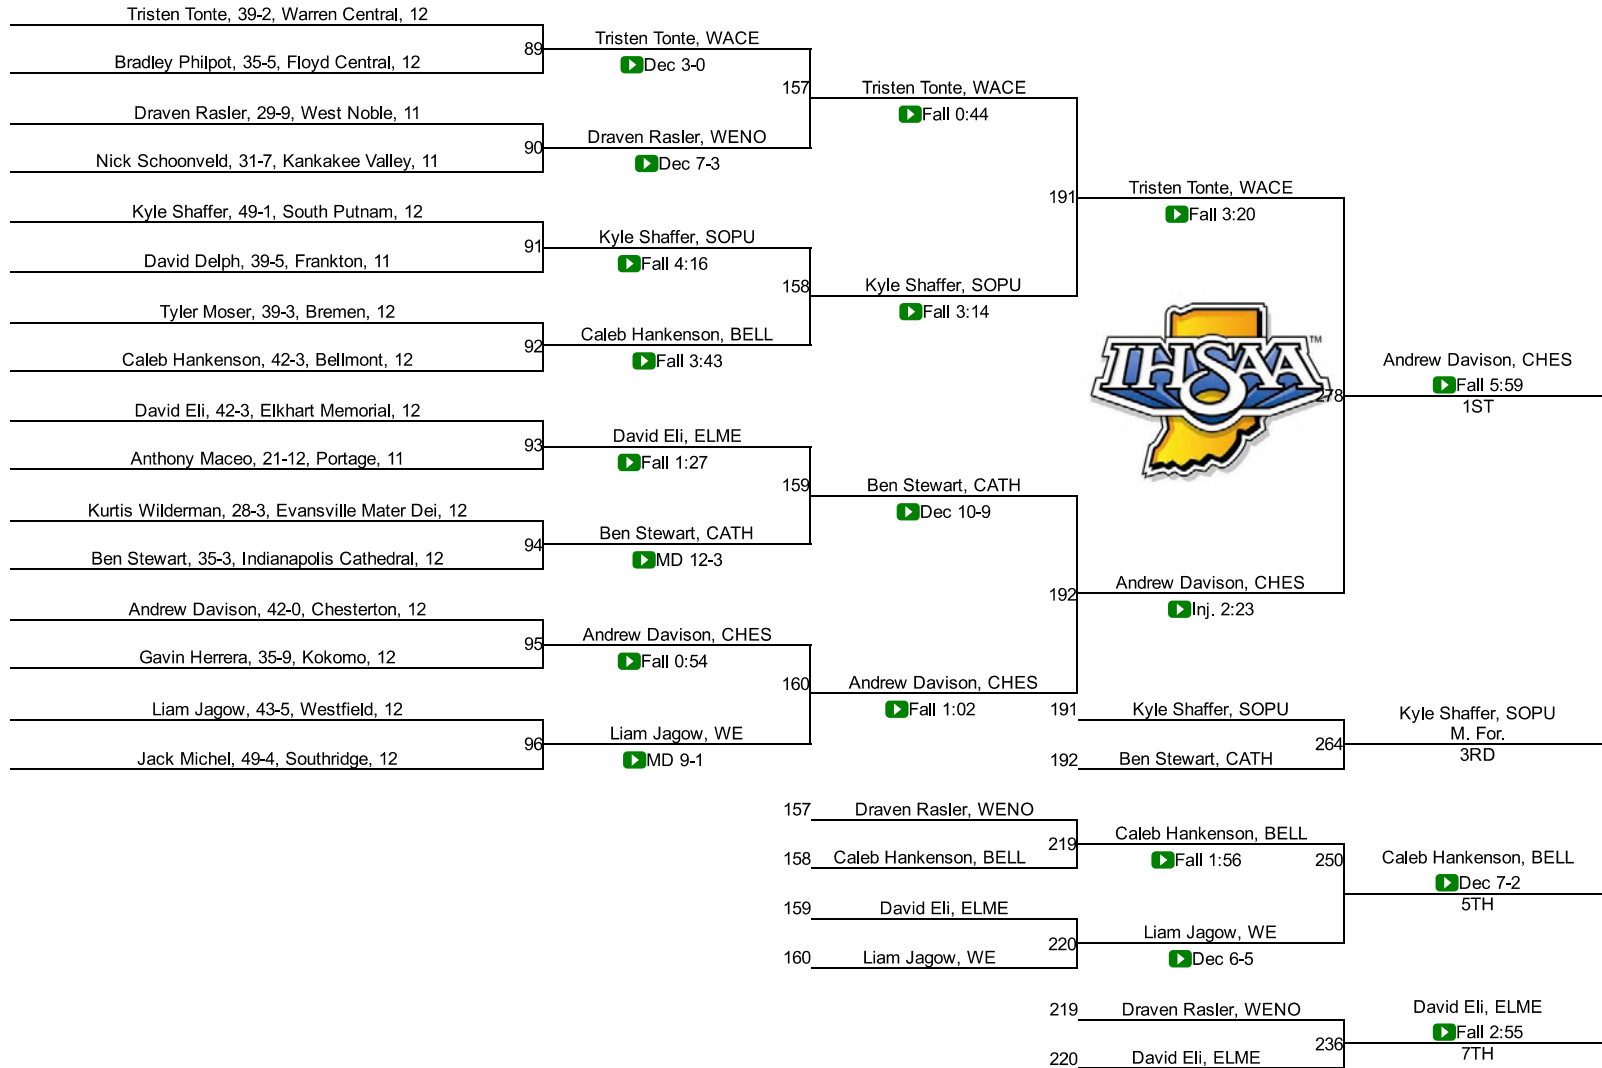 Tristen Tonte, 39-2, Warren Central, 12
89
Bradley Philpot, 35-5, Floyd Central, 12
Tristen Tonte, WACE
Dec 3-0
157
Draven Rasler, 29-9, West Noble, 11
90
Nick Schoonveld, 31-7, Kankakee Valley, 11
Draven Rasler, WENO
Dec 7-3
Tristen Tonte, WACE
Fall 0:44
191
Kyle Shaffer, 49-1, South Putnam, 12
91
David Delph, 39-5, Frankton, 11
Kyle Shaffer, SOPU
Fall 4:16
158
Tyler Moser, 39-3, Bremen, 12
92
Caleb Hankenson, 42-3, Bellmont, 12
Caleb Hankenson, BELL
Fall 3:43
Kyle Shaffer, SOPU
Fall 3:14
Tristen Tonte, WACE
Fall 3:20
IHSAA
TM
278
David Eli, 42-3, Elkhart Memorial, 12
93
Anthony Maceo, 21-12, Portage, 11
David Eli, ELME
Fall 1:27
159
Kurtis Wilderman, 28-3, Evansville Mater Dei, 12
94
Ben Stewart, 35-3, Indianapolis Cathedral, 12
Ben Stewart, CATH
MD 12-3
Ben Stewart, CATH
Dec 10-9
192
Andrew Davison, 42-0, Chesterton, 12
95
Gavin Herrera, 35-9, Kokomo, 12
Andrew Davison, CHES
Fall 0:54
160
Liam Jagow, 43-5, Westfield, 12
96
Jack Michel, 49-4, Southridge, 12
Liam Jagow, WE
MD 9-1
Andrew Davison, CHES
Fall 1:02
Andrew Davison, CHES
Inj. 2:23
Andrew Davison, CHES
Fall 5:59
1ST
191 Kyle Shaffer, SOPU
264
192 Ben Stewart, CATH
Kyle Shaffer, SOPU
M. For.
3RD
157 Draven Rasler, WENO
219
158 Caleb Hankenson, BELL
Caleb Hankenson, BELL
Fall 1:56
250
159 David Eli, ELME
220
160 Liam Jagow, WE
Liam Jagow, WE
Dec 6-5
Caleb Hankenson, BELL
Dec 7-2
5TH
219 Draven Rasler, WENO
236
220 David Eli, ELME
David Eli, ELME
Fall 2:55
7TH